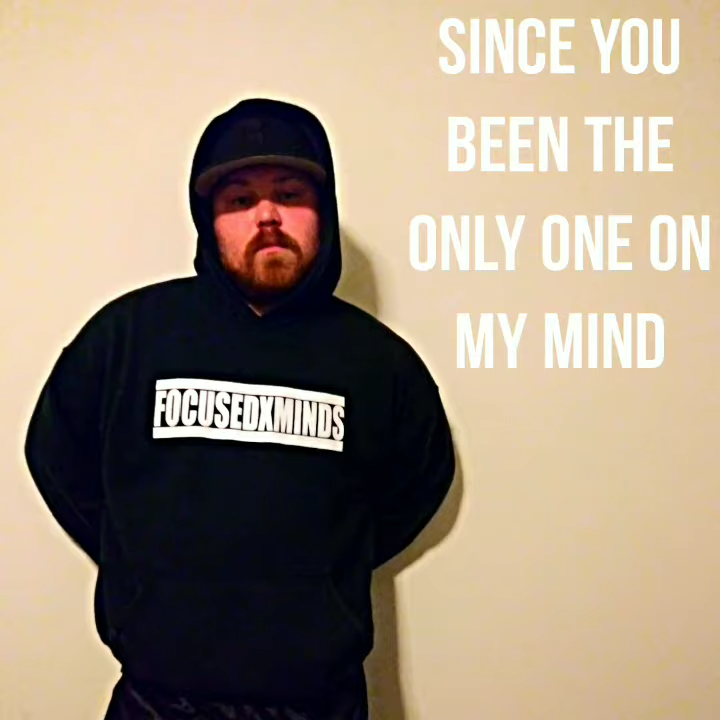 SINCE YOU
BEEN THE
ONLY ONE ON
MY MIND
FOCUSEDXMINDS